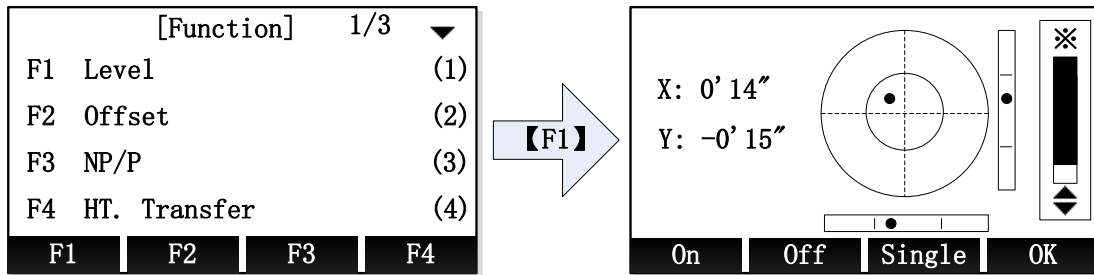 [Function] 1/3
F1 Level (1)
F2 Offset (2)
F3 NP/P (3)
F4 HT. Transfer (4)
F1 F2 F3 F4
【F1】
※
X: 0′14″
Y: -0′15″
On Off Single OK